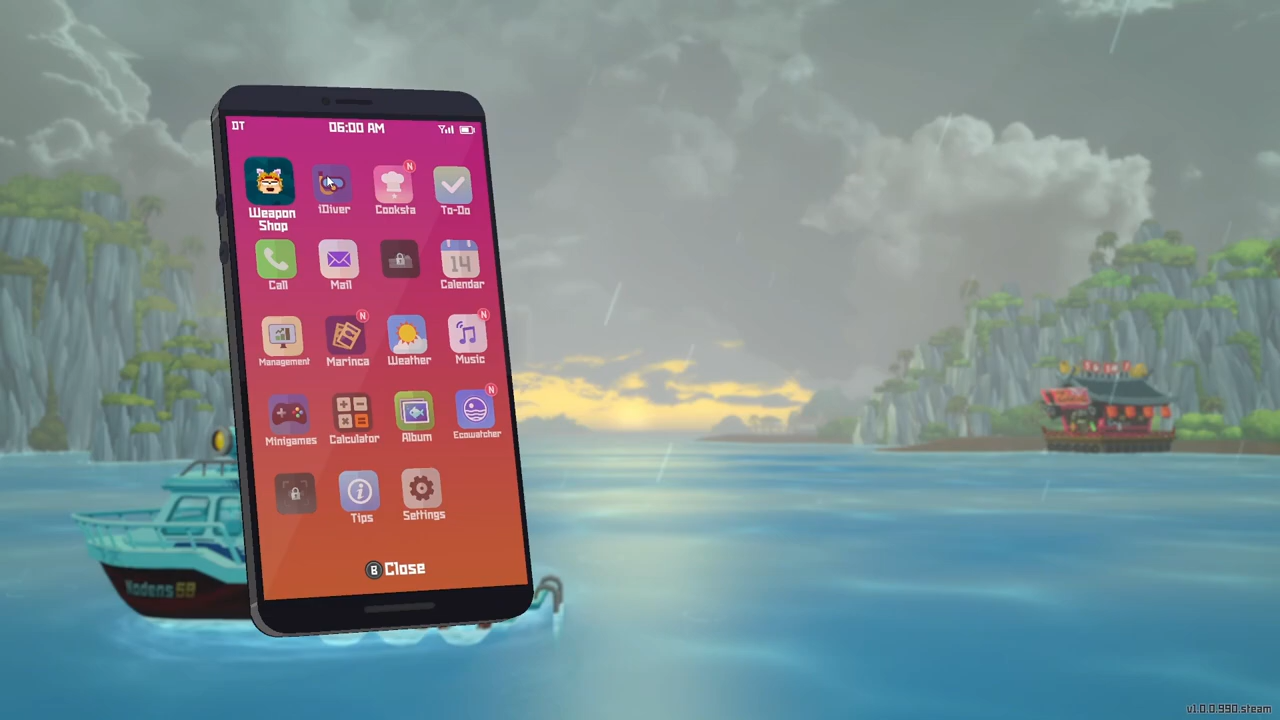 DT
06:00 AM
Weapon
Shop
iDiver
Cooksta
N
To-Do
Call
Mail
14
Calendar
Management
Marinca
N
Weather
Music
N
Minigames
Calculator
Album
Ecowatcher
N
Tips
Settings
B Close
v1.0.0.990.steam